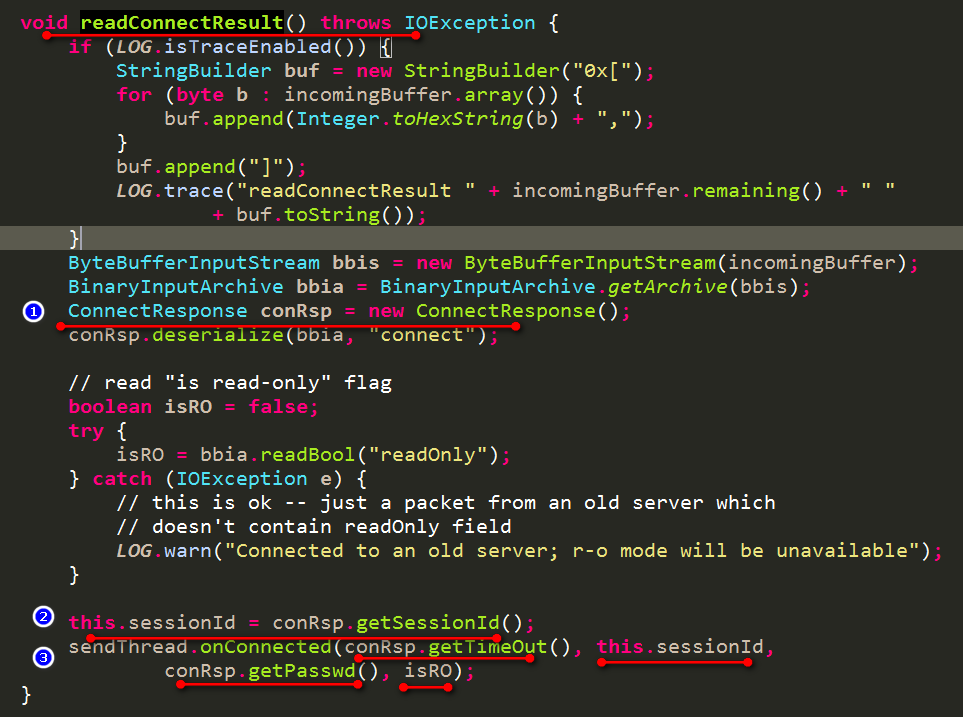 void readConnectResult() throws IOException {
if (LOG.isTraceEnabled()) {
StringBuilder buf = new StringBuilder("0x[");
for (byte b : incomingBuffer.array()) {
buf.append(Integer.toHexString(b) + ",");
}
buf.append("]");
LOG.trace("readConnectResult " + incomingBuffer.remaining() + " "
+ buf.toString());
}
ByteBufferInputStream bbis = new ByteBufferInputStream(incomingBuffer);
BinaryInputArchive bbia = BinaryInputArchive.getArchive(bbis);
1 ConnectResponse conRsp = new ConnectResponse();
conRsp.deserialize(bbia, "connect");
// read "is read-only" flag
boolean isRO = false;
try {
isRO = bbia.readBool("readOnly");
} catch (IOException e) {
// this is ok -- just a packet from an old server which
// doesn't contain readOnly field
LOG.warn("Connected to an old server; r-o mode will be unavailable");
}
2 this.sessionId = conRsp.getSessionId();
3 sendThread.onConnected(conRsp.getTimeOut(), this.sessionId,
conRsp.getPasswd(), isRO);
}